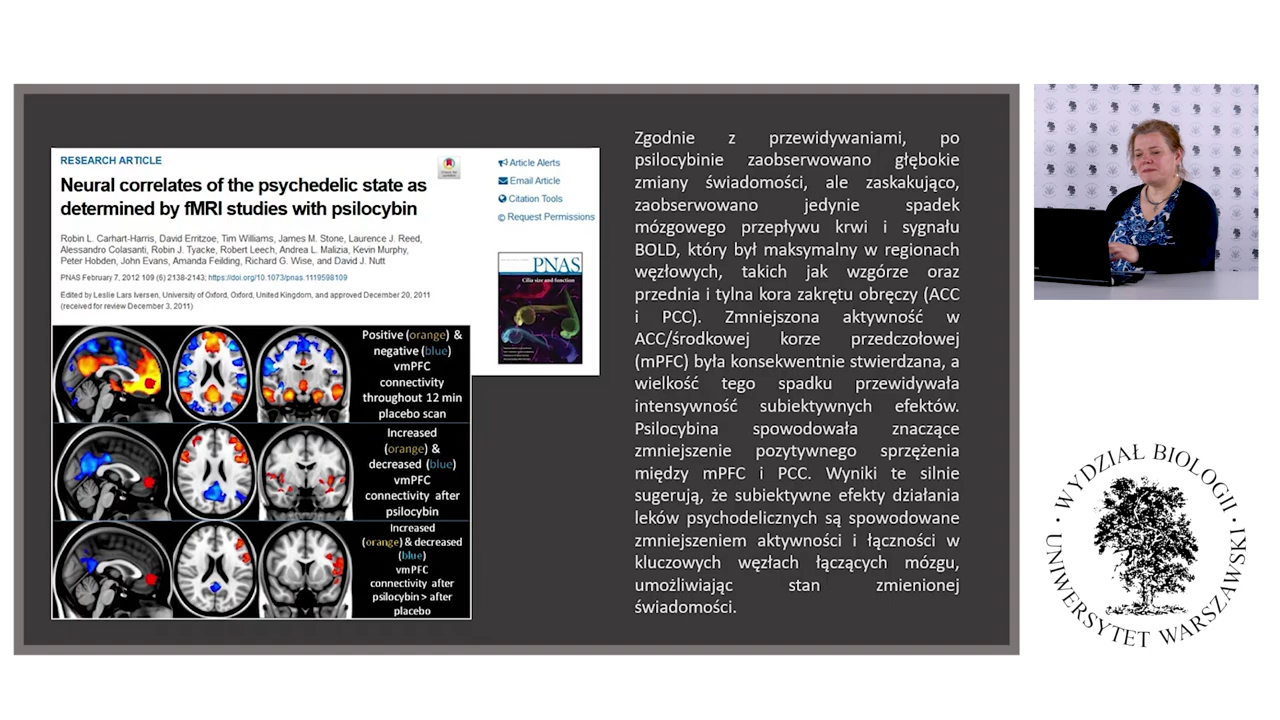 RESEARCH ARTICLE
Neural correlates of the psychedelic state as
determined by fMRI studies with psilocybin
Robin L. Carhart-Harris, David Erritzoe, Tim Williams, James M. Stone, Laurence J. Reed,
Alessandro Colasanti, Robin J. Tyacke, Robert Leech, Andrea L. Malizia, Kevin Murphy,
Peter Hobden, John Evans, Amanda Feilding, Richard G. Wise, and David J. Nutt
PNAS February 7, 2012 109 (6) 2138-2143; https://doi.org/10.1073/pnas.1119598109
Edited by Leslie Lars Iversen, University of Oxford, Oxford, United Kingdom, and approved December 20, 2011
(received for review December 3, 2011)
Article Alerts
Email Article
Citation Tools
© Request Permissions
PNAS
Cilia size and function
Positive (orange) &
negative (blue)
vmPFC
connectivity
throughout 12 min
placebo scan
Increased
(orange) &
decreased (blue)
vmPFC
connectivity after
psilocybin
Increased
(orange) & decreased
(blue)
vmPFC
connectivity after
psilocybin > after
placebo
Zgodnie z przewidywaniami, po
psilocybinie zaobserwowano głębokie
zmiany świadomości, ale zaskakująco,
zaobserwowano jedynie spadek
mózgowego przepływu krwi i sygnału
BOLD, który był maksymalny w regionach
węzłowych, takich jak wzgórze oraz
przednia i tylna kora zakrętu obręczy (ACC
i PCC). Zmniejszona aktywność w
ACC/środkowej korze przedczołowej
(mPFC) była konsekwentnie stwierdzana, a
wielkość tego spadku przewidywała
intensywność subiektywnych efektów.
Psilocybina spowodowała znaczące
zmniejszenie pozytywnego sprzężenia
między mPFC i PCC. Wyniki te silnie
sugerują, że subiektywne efekty działania
leków psychodelicznych są spowodowane
zmniejszeniem aktywności i łączności w
kluczowych węzłach łączących mózgu,
umożliwiając stan zmienionej
świadomości.
WYDZIAŁ BIOLOGII
UNIWERSYTET WARSZAWSKI